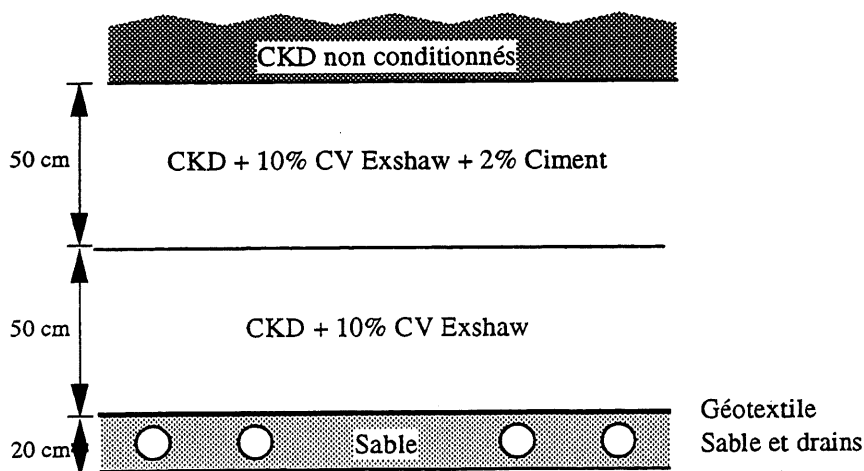 CKD non conditionnés
50 cm
CKD + 10% CV Exshaw + 2% Ciment
50 cm
CKD + 10% CV Exshaw
Géotextile
20 cm
Sable
Sable et drains